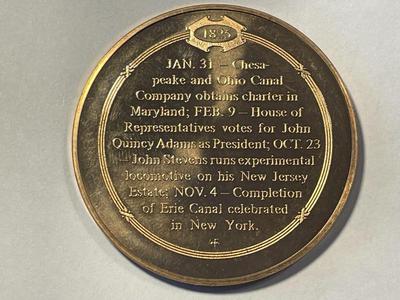 1825
JAN. 31 – Chesa-
peake and Ohio Canal
Company obtains charter in
Maryland; FEB. 9 – House of
Representatives votes for John
Quincy Adams as President; OCT. 23
– John Stevens runs experimental
locomotive on his New Jersey
Estate; NOV. 4 – Completion
of Erie Canal celebrated
in New York.